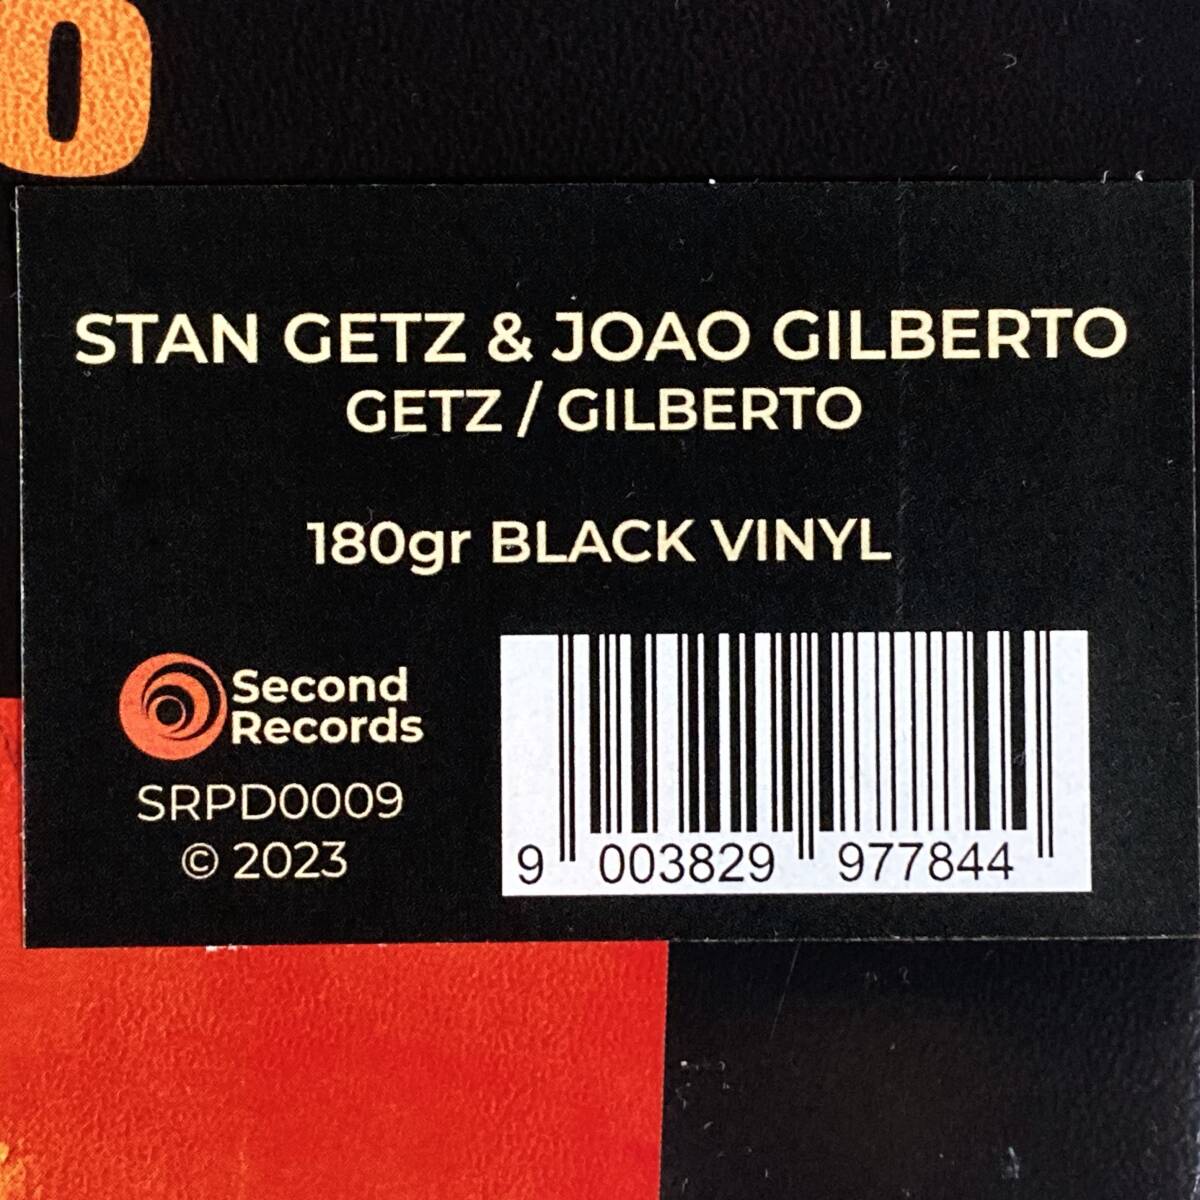 O
STAN GETZ & JOAO GILBERTO
GETZ / GILBERTO
180gr BLACK VINYL
Second
Records
SRPD0009
© 2023
9 003829 977844